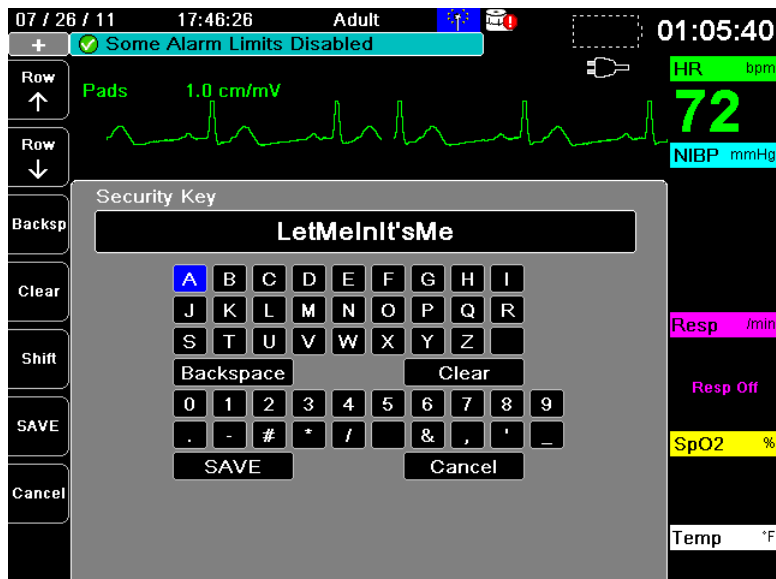 07 / 26 / 11 17:46:26 Adult
01:05:40
+ Some Alarm Limits Disabled
Row
Row
Backsp
Clear
Shift
SAVE
Cancel
Pads 1.0 cm/mV
Security Key
LetMeInIt'sMe
A B C D E F G H I
J K L M N O P Q R
S T U V W X Y Z
Backspace Clear
0 1 2 3 4 5 6 7 8 9
. - # * / & , ' _
SAVE Cancel
HR bpm
72
NIBP mmHg
Resp /min
Resp Off
SpO2 %
Temp °F